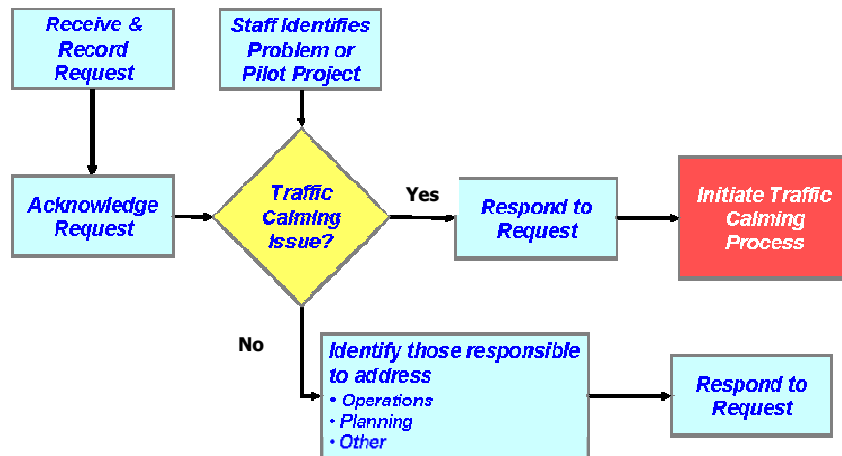 Receive &
Record
Request
Staff Identifies
Problem or
Pilot Project
Acknowledge
Request
Traffic
Calming
Issue?
Yes
Respond to
Request
Initiate Traffic
Calming
Process
No
Identify those responsible
to address
• Operations
• Planning
• Other
Respond to
Request